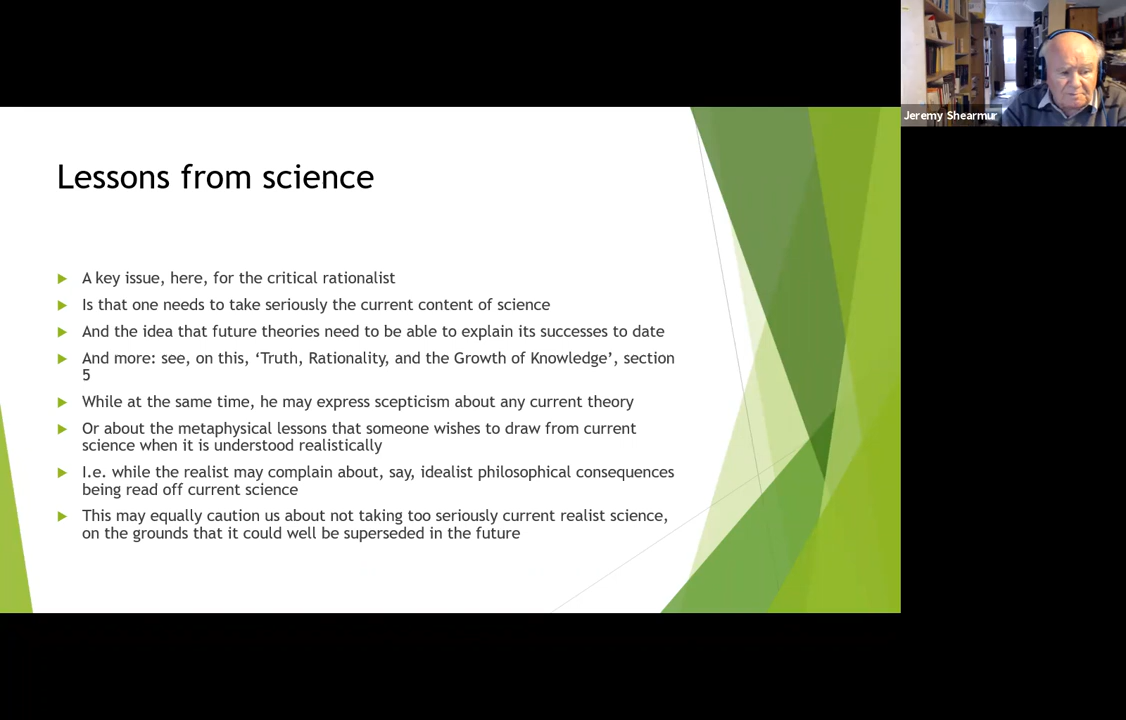 Lessons from science
A key issue, here, for the critical rationalist
Is that one needs to take seriously the current content of science
And the idea that future theories need to be able to explain its successes to date
And more: see, on this, ‘Truth, Rationality, and the Growth of Knowledge’, section
5
While at the same time, he may express scepticism about any current theory
Or about the metaphysical lessons that someone wishes to draw from current
science when it is understood realistically
I.e. while the realist may complain about, say, idealist philosophical consequences
being read off current science
This may equally caution us about not taking too seriously current realist science,
on the grounds that it could well be superseded in the future
Jeremy Shearmur